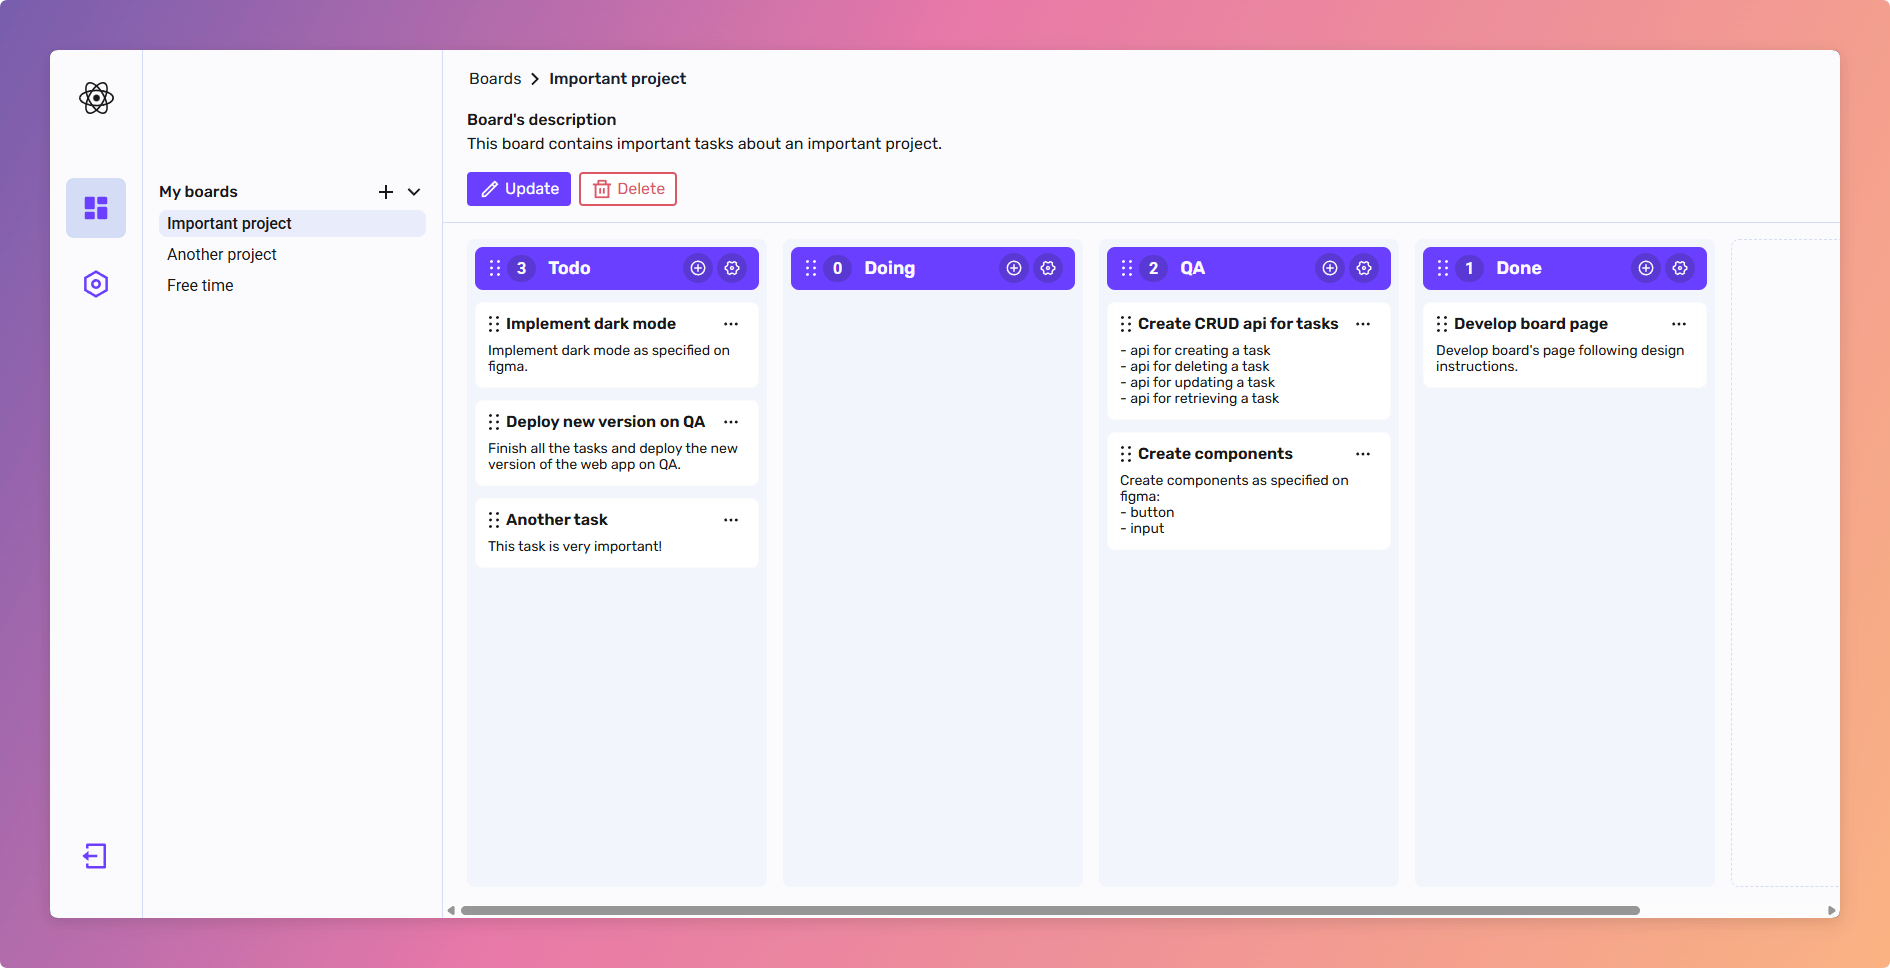 Boards > Important project
Board's description
This board contains important tasks about an important project.
Update
Delete
My boards
Important project
Another project
Free time
3 Todo
Implement dark mode
Implement dark mode as specified on
figma.
Deploy new version on QA
Finish all the tasks and deploy the new
version of the web app on QA.
Another task
This task is very important!
0 Doing
2 QA
Create CRUD api for tasks
- api for creating a task
- api for deleting a task
- api for updating a task
- api for retrieving a task
Create components
Create components as specified on
figma:
- button
- input
1 Done
Develop board page
Develop board's page following design
instructions.